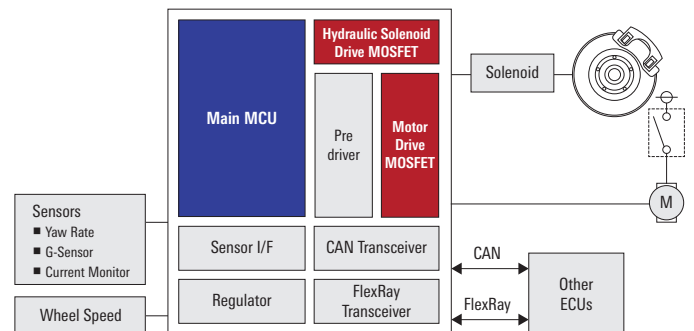 Hydraulic Solenoid
Drive MOSFET
Main MCU
Pre
driver
Motor
Drive
MOSFET
Solenoid
M
Sensors
■ Yaw Rate
■ G-Sensor
■ Current Monitor
Wheel Speed
Sensor I/F
CAN Transceiver
Regulator
FlexRay
Transceiver
CAN
FlexRay
Other
ECUs